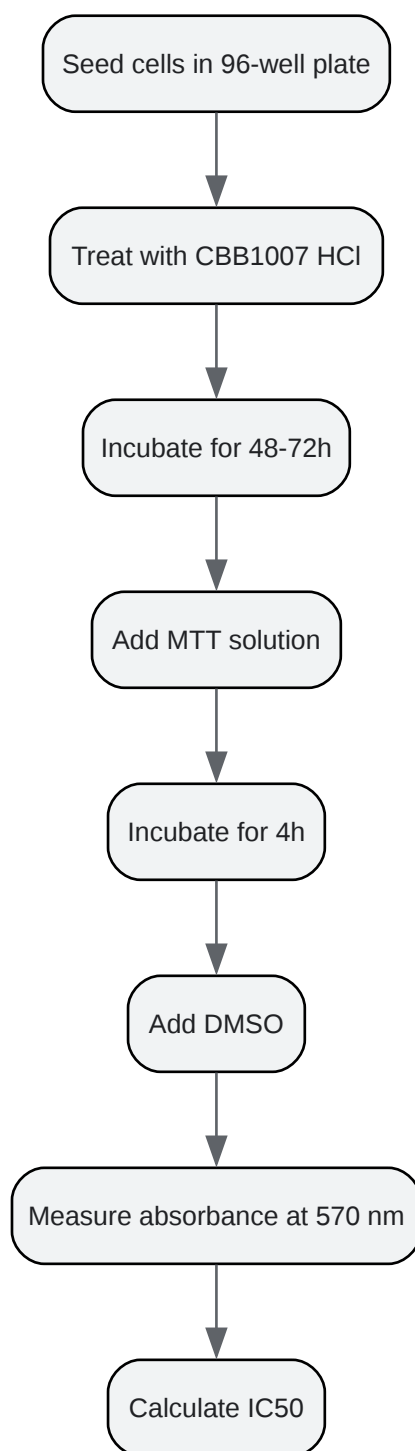 Seed cells in 96-well plate
Treat with CBB1007 HCl
Incubate for 48-72h
Add MTT solution
Incubate for 4h
Add DMSO
Measure absorbance at 570 nm
Calculate IC50